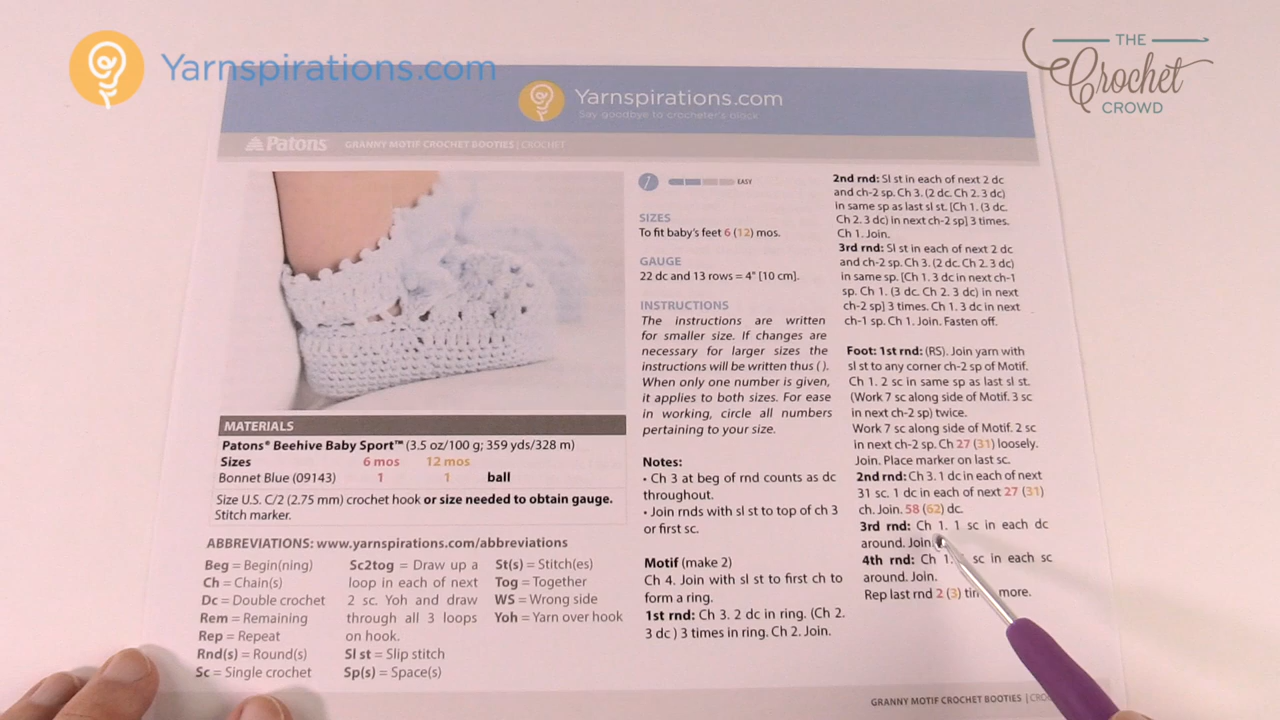 Yarnspirations.com
THE
Crochet
CROWD
Yarnspirations.com
Say goodbye to crocheter's block
Patons GRANNY MOTIF CROCHET BOOTIES | CROCHET
EASY
SIZES
To fit baby's feet 6 (12) mos.
GAUGE
22 dc and 13 rows = 4" [10 cm].
INSTRUCTIONS
The instructions are written
for smaller size. If changes are
necessary for larger sizes the
instructions will be written thus ( ).
When only one number is given,
it applies to both sizes. For ease
in working, circle all numbers
pertaining to your size.
MATERIALS
Patons® Beehive Baby Sport™ (3.5 oz/100 g; 359 yds/328 m)
Sizes 6 mos 12 mos
Bonnet Blue (09143) 1 1 ball
Size U.S. C/2 (2.75 mm) crochet hook or size needed to obtain gauge.
Stitch marker.
ABBREVIATIONS: www.yarnspirations.com/abbreviations
Beg = Begin(ning)
Ch = Chain(s)
Dc = Double crochet
Rem = Remaining
Rep = Repeat
Rnd(s) = Round(s)
Sc = Single crochet
Sc2tog = Draw up a
loop in each of next
2 sc. Yoh and draw
through all 3 loops
on hook.
Sl st = Slip stitch
Sp(s) = Space(s)
St(s) = Stitch(es)
Tog = Together
WS = Wrong side
Yoh = Yarn over hook
Notes:
• Ch 3 at beg of rnd counts as dc
throughout.
• Join rnds with sl st to top of ch 3
or first sc.
Motif (make 2)
Ch 4. Join with sl st to first ch to
form a ring.
1st rnd: Ch 3. 2 dc in ring. (Ch 2.
3 dc ) 3 times in ring. Ch 2. Join.
2nd rnd: Sl st in each of next 2 dc
and ch-2 sp. Ch 3. (2 dc. Ch 2. 3 dc)
in same sp as last sl st. [Ch 1. (3 dc.
Ch 2. 3 dc) in next ch-2 sp] 3 times.
Ch 1. Join.
3rd rnd: Sl st in each of next 2 dc
and ch-2 sp. Ch 3. (2 dc. Ch 2. 3 dc)
in same sp. [Ch 1. 3 dc in next ch-1
sp. Ch 1. (3 dc. Ch 2. 3 dc) in next
ch-2 sp] 3 times. Ch 1. 3 dc in next
ch-1 sp. Ch 1. Join. Fasten off.
Foot: 1st rnd: (RS). Join yarn with
sl st to any corner ch-2 sp of Motif.
Ch 1. 2 sc in same sp as last sl st.
(Work 7 sc along side of Motif. 3 sc
in next ch-2 sp) twice.
Work 7 sc along side of Motif. 2 sc
in next ch-2 sp. Ch 27 (31) loosely.
Join. Place marker on last sc.
2nd rnd: Ch 3. 1 dc in each of next
31 sc. 1 dc in each of next 27 (31)
ch. Join. 58 (62) dc.
3rd rnd: Ch 1. 1 sc in each dc
around. Join.
4th rnd: Ch 1. sc in each sc
around. Join.
Rep last rnd 2 (3) more.
GRANNY MOTIF CROCHET BOOTIES |